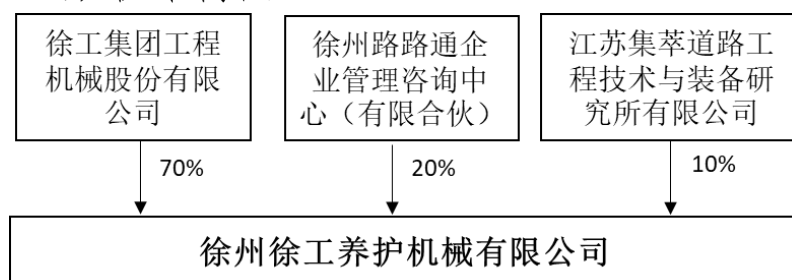 徐工集团工程
机械股份有限
公司
徐州路路通企
业管理咨询中
心（有限合伙）
江苏集萃道路工
程技术与装备研
究所有限公司
70%
20%
10%
徐州徐工养护机械有限公司